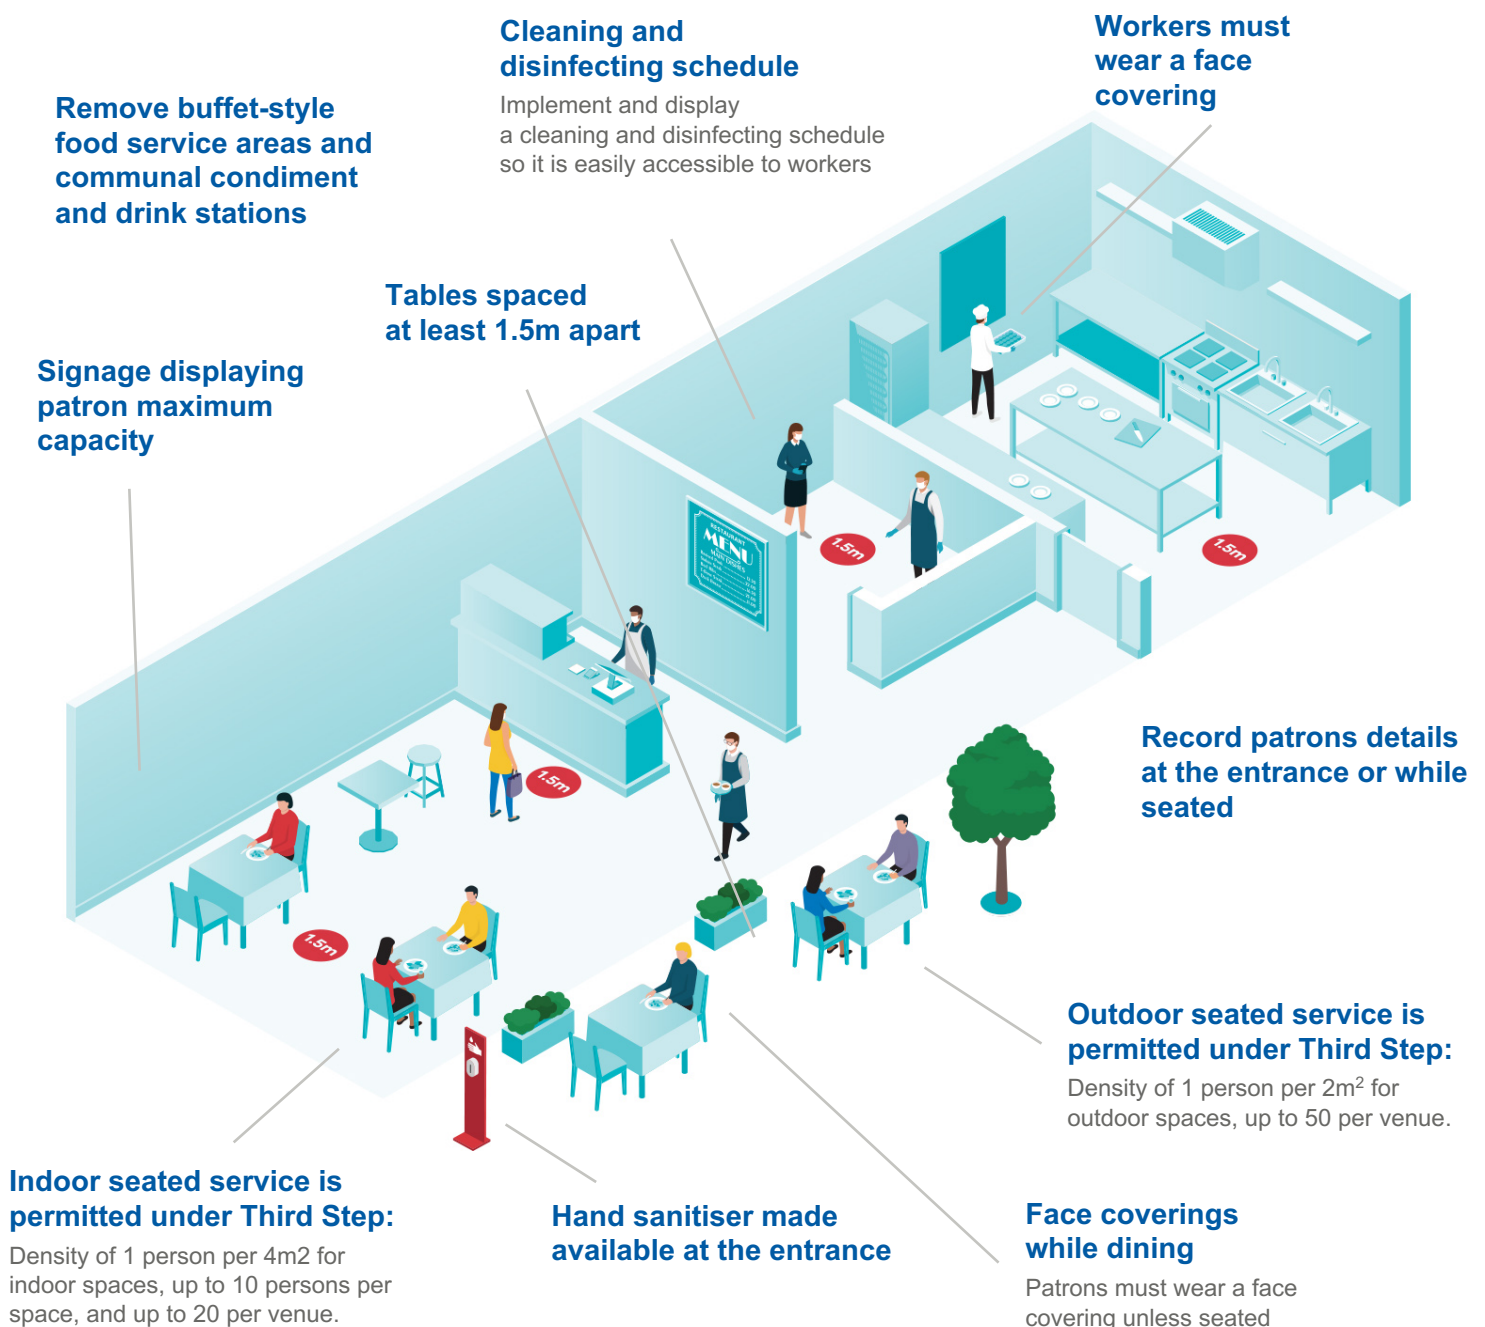 Cleaning and
disinfecting schedule
Implement and display
a cleaning and disinfecting schedule
so it is easily accessible to workers
Workers must
wear a face
covering
Remove buffet-style
food service areas and
communal condiment
and drink stations
Tables spaced
at least 1.5m apart
Signage displaying
patron maximum
capacity
RESTAURANT
MENU
MAIN DISHES
1.5m
1.5m
1.5m
1.5m
Record patrons details
at the entrance or while
seated
Outdoor seated service is
permitted under Third Step:
Density of 1 person per 2m² for
outdoor spaces, up to 50 per venue.
Indoor seated service is
permitted under Third Step:
Density of 1 person per 4m2 for
indoor spaces, up to 10 persons per
space, and up to 20 per venue.
Hand sanitiser made
available at the entrance
Face coverings
while dining
Patrons must wear a face
covering unless seated